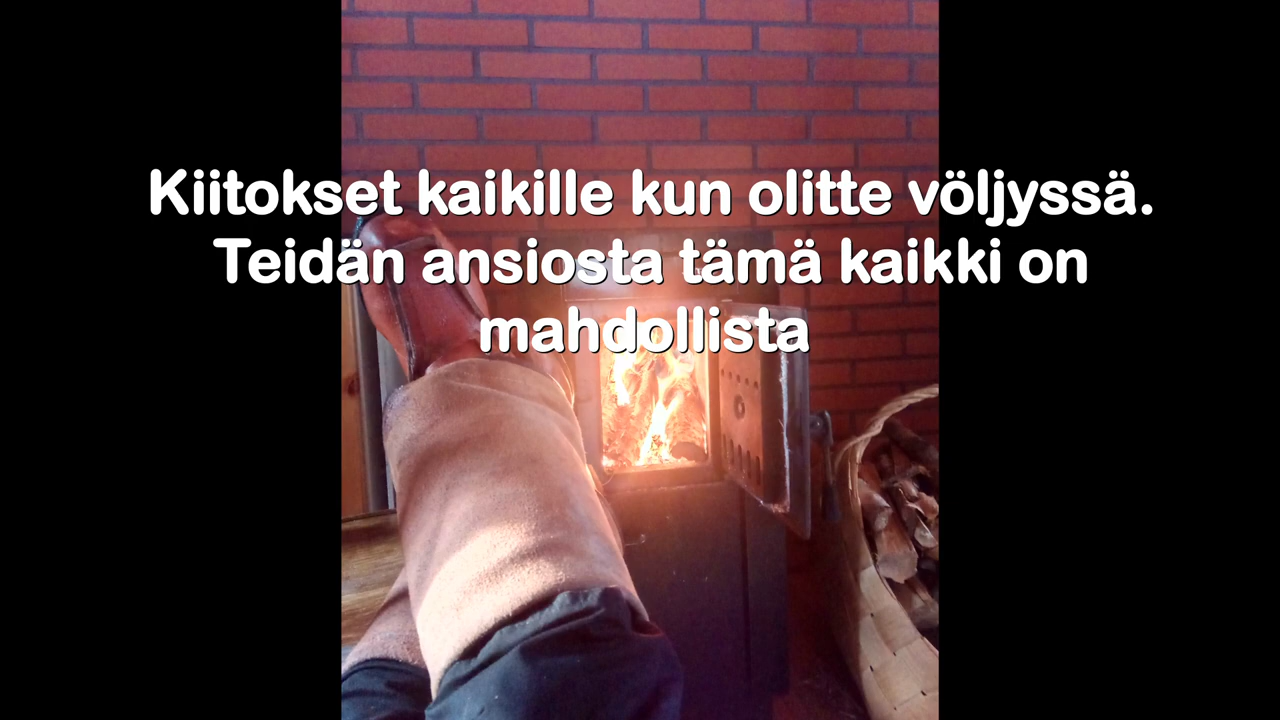 Kiitokset kaikille kun olitte völjyssä.
Teidän ansiosta tämä kaikki on
mahdollista